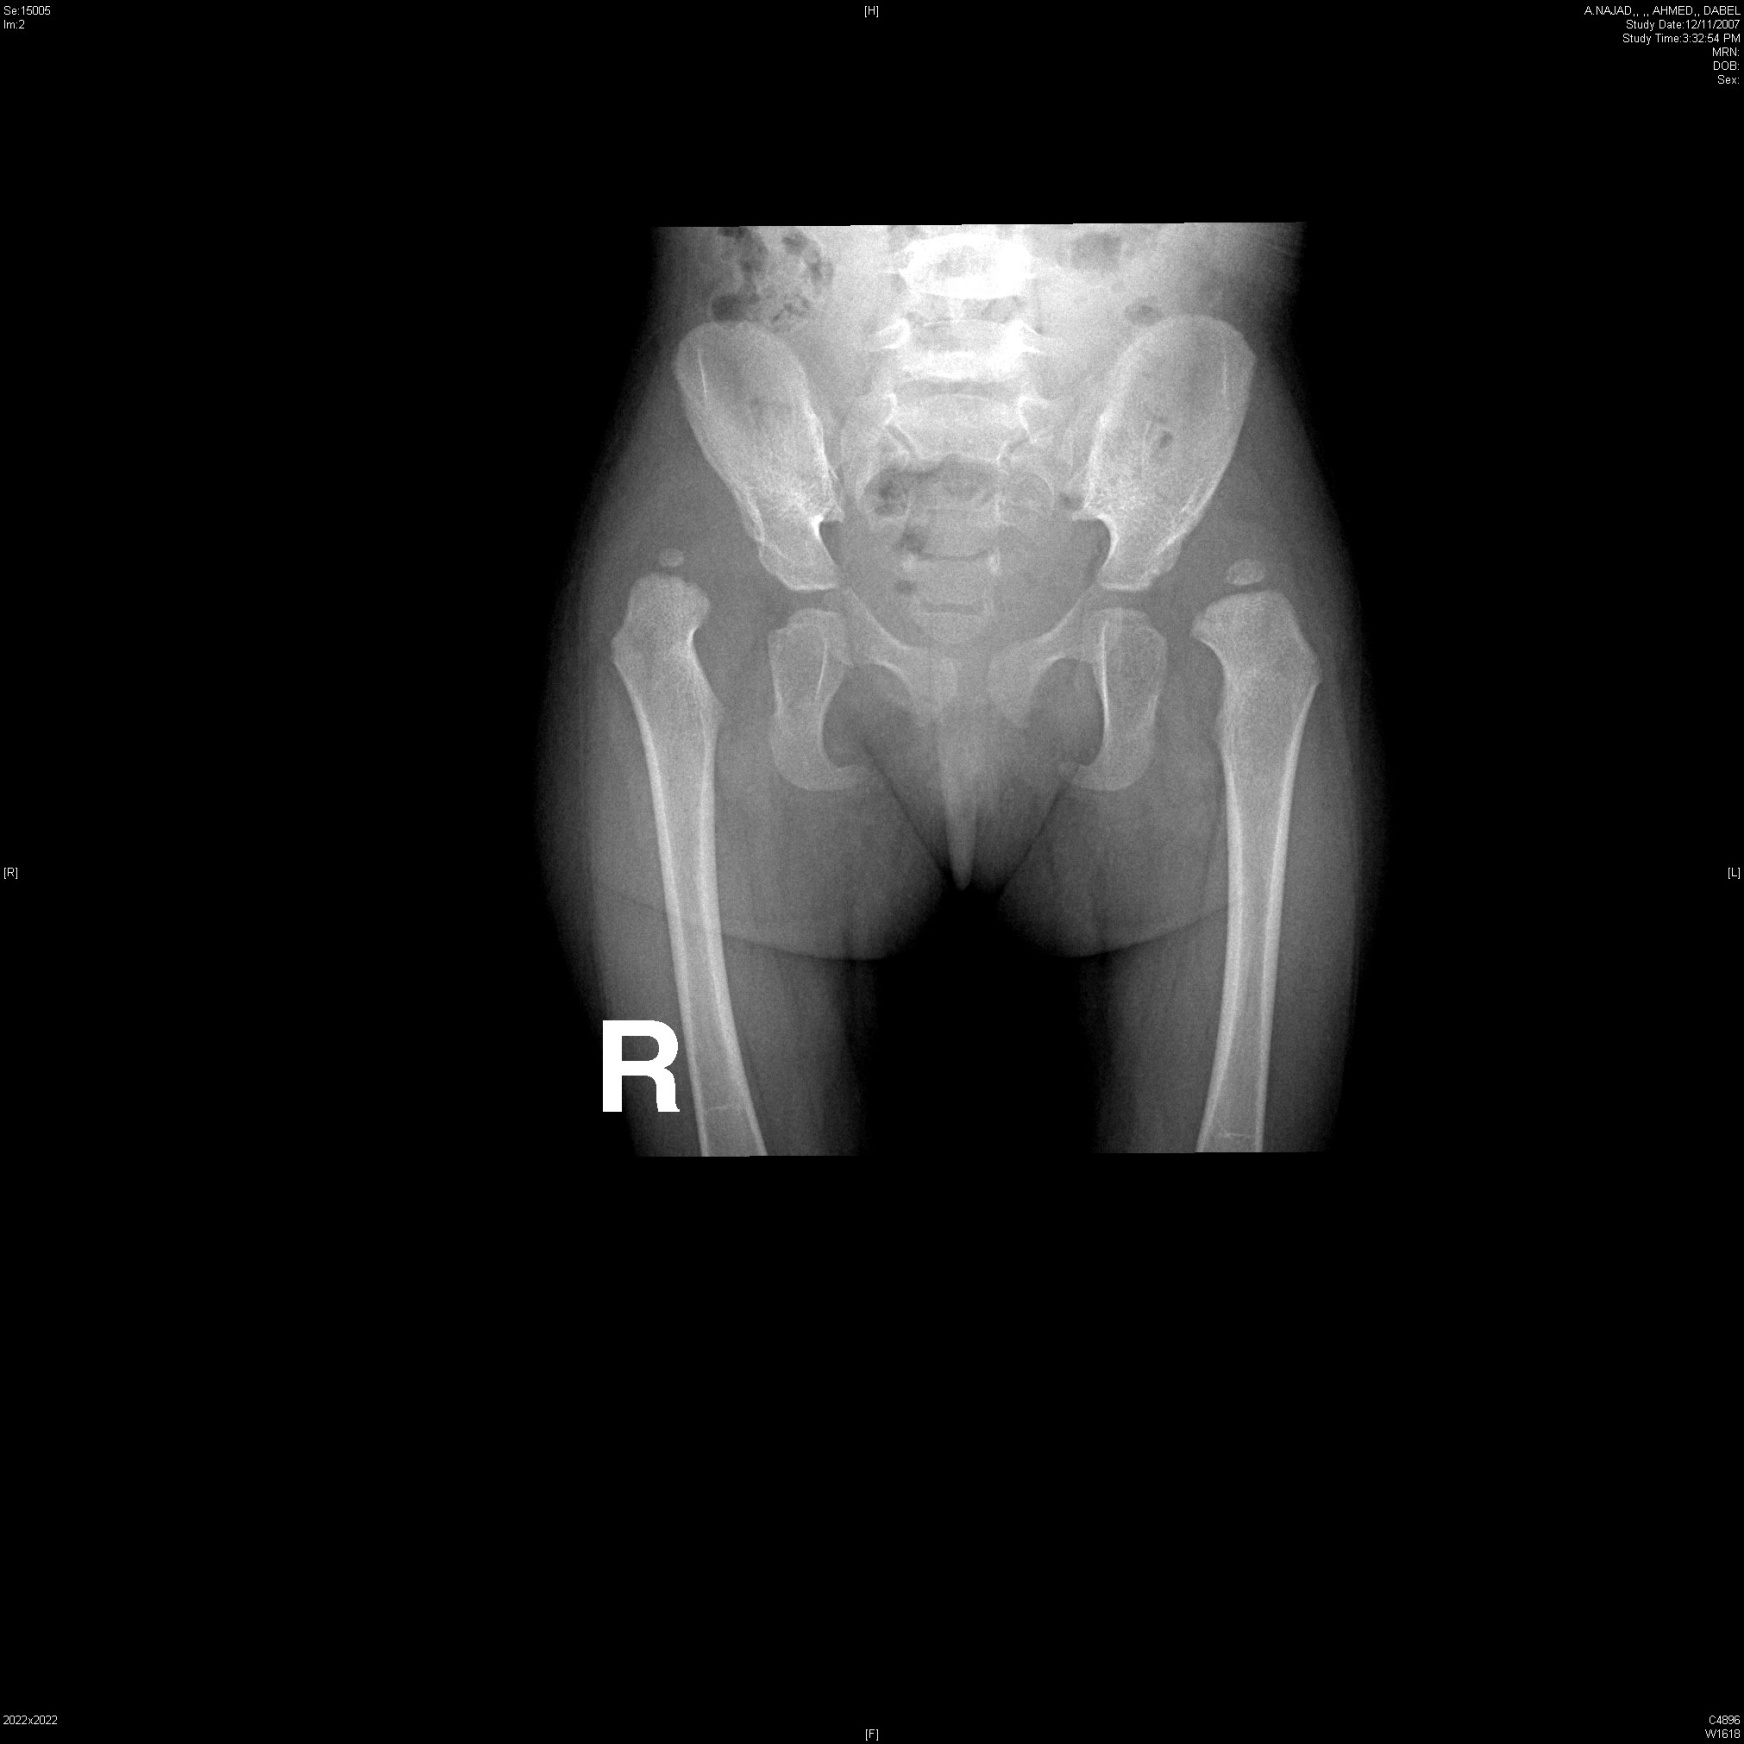 Se:15005
Im:2
[H]
A.NAJAD,, ,, AHMED,, DABEL
Study Date:12/11/2007
Study Time:3:32:54 PM
MRN:
DOB:
Sex:
[R]
[L]
R
2022x2022
[F]
C4896
W1618